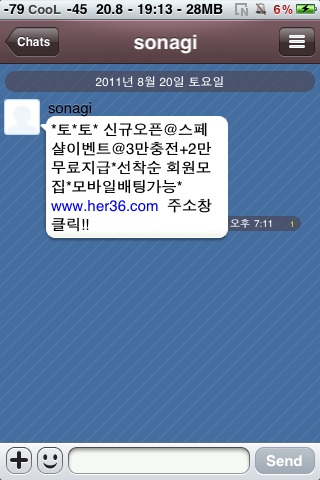 -79 CooL -45 20.8 - 19:13 - 28MB 6%
Chats
sonagi
2011년 8월 20일 토요일
sonagi
*토*토* 신규오픈@스페
샬이벤트@3만충전+2만
무료지급*선착순 회원모
집*모바일배팅가능*
www.her36.com 주소창
클릭!!
오후 7:11 1
Send